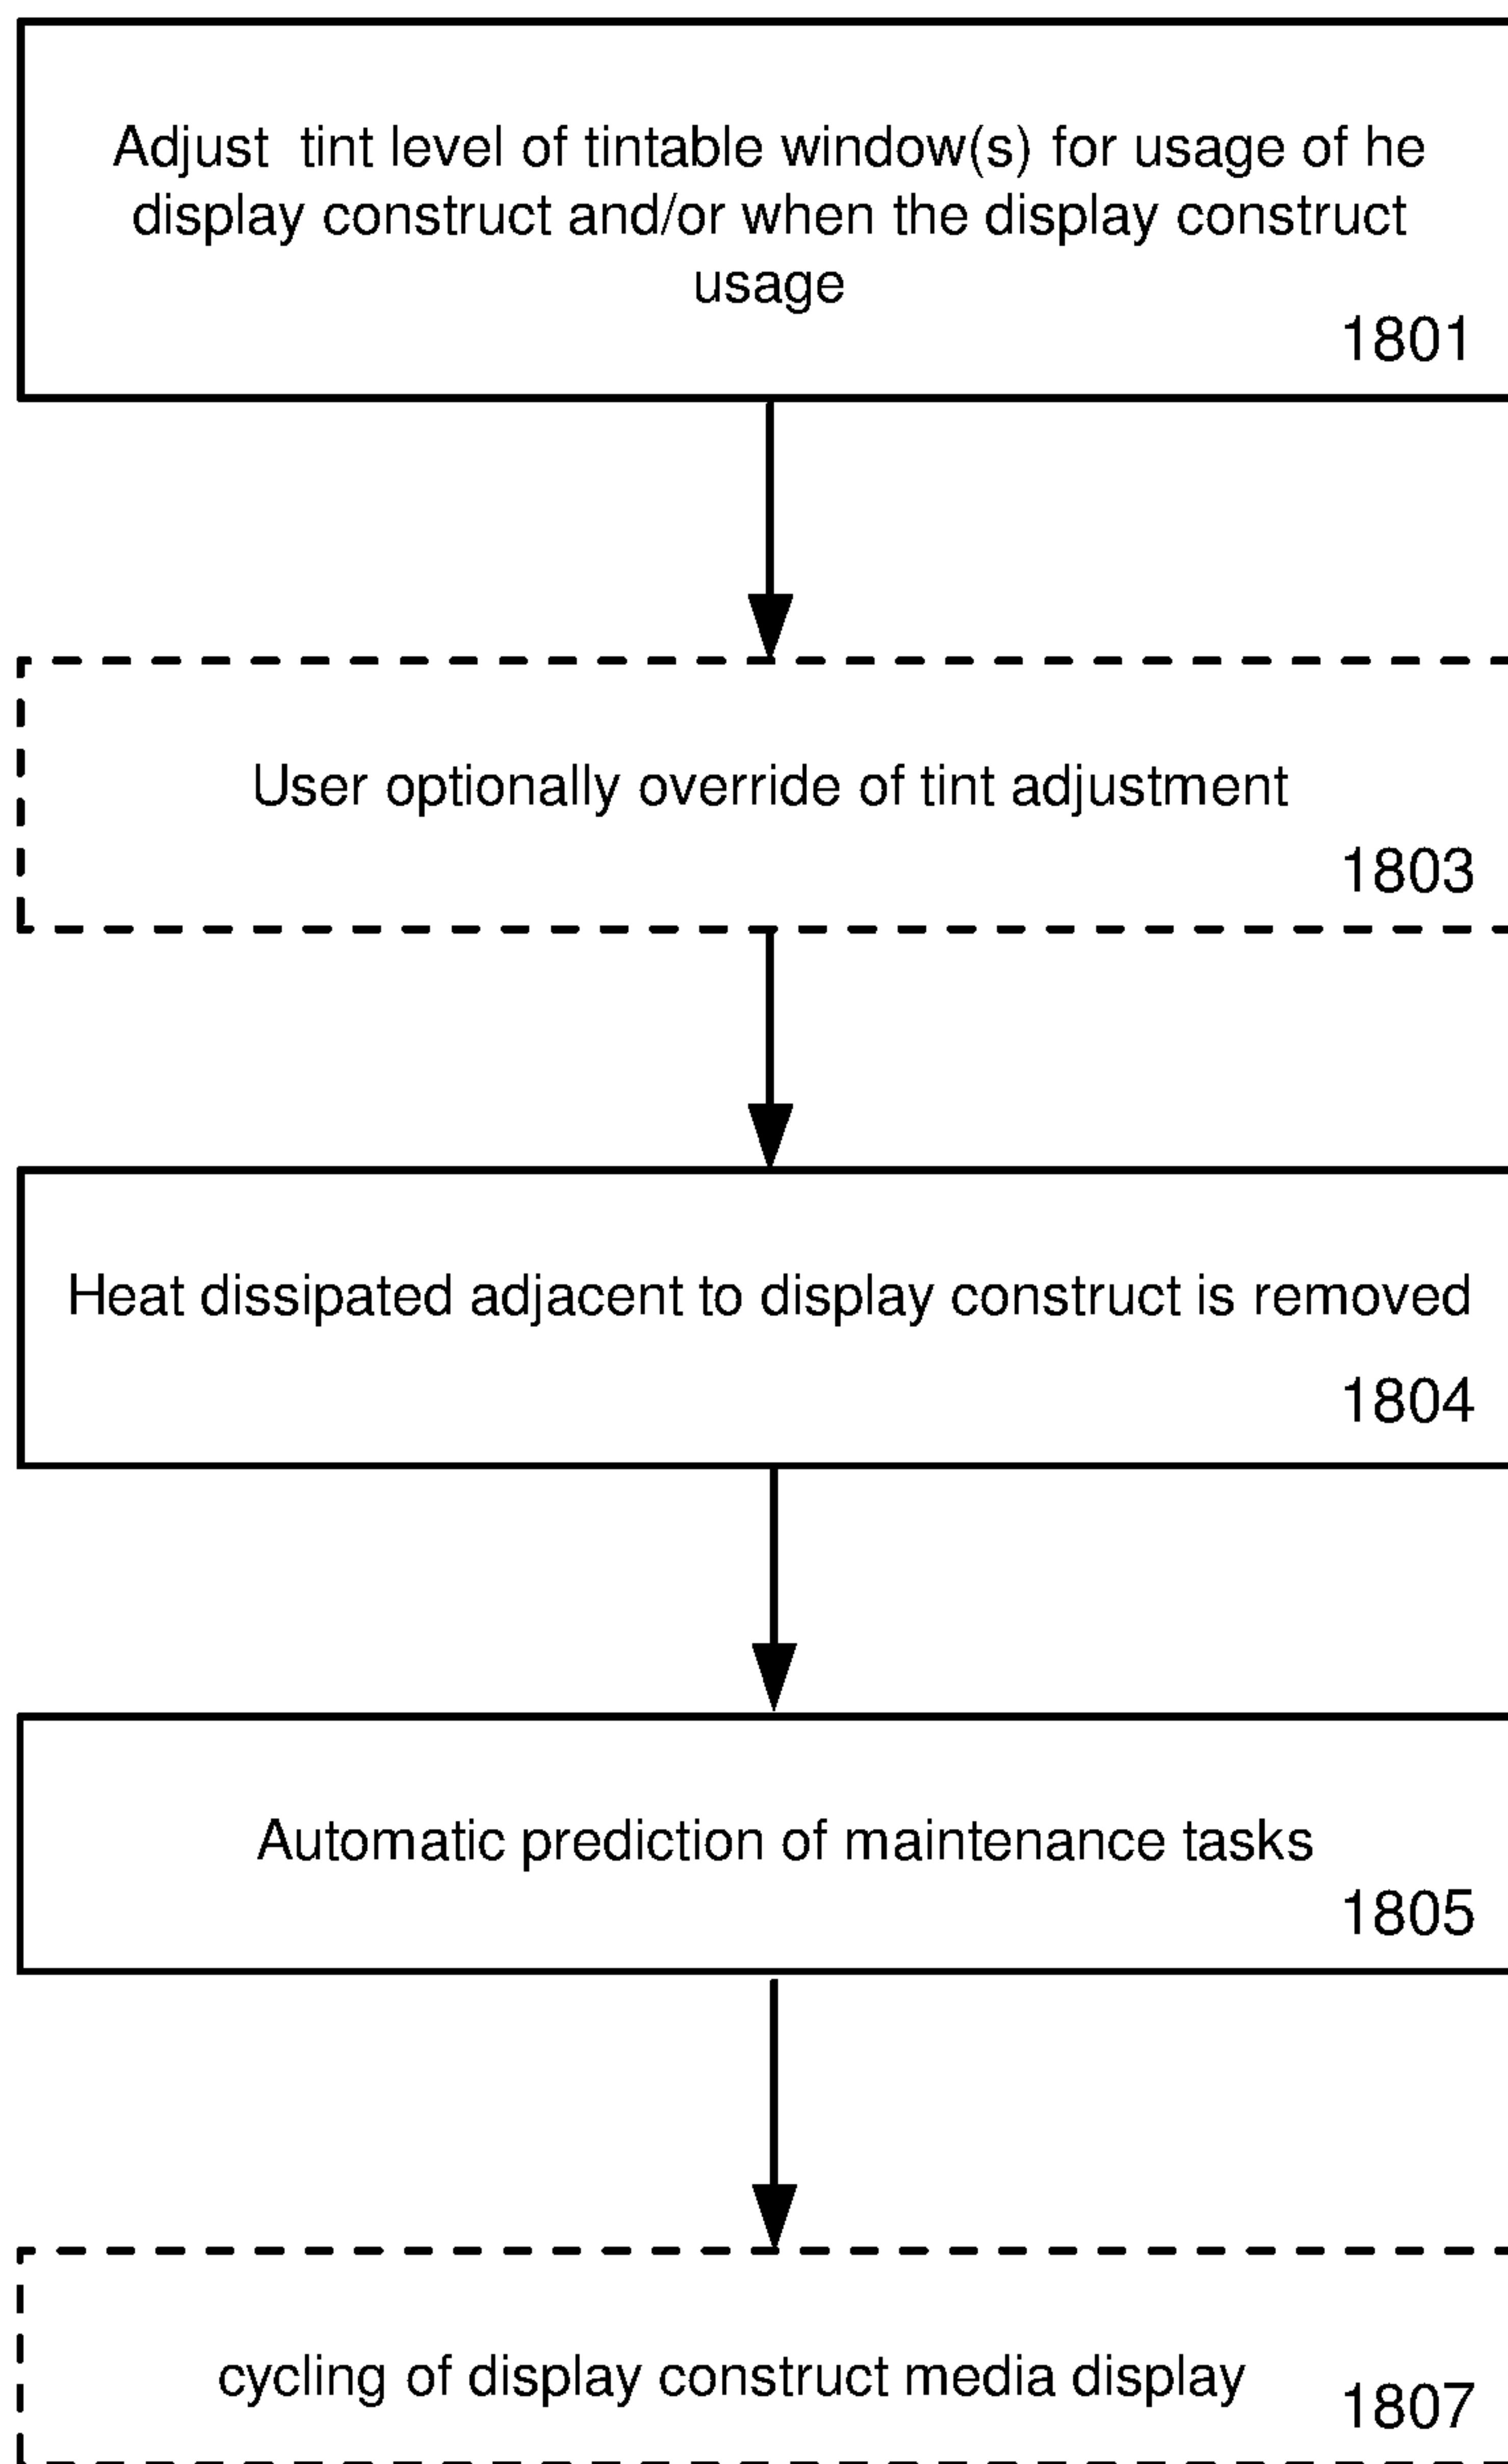 Adjust tint level of tintable window(s) for usage of he
display construct and/or when the display construct
usage
1801
User optionally override of tint adjustment
1803
Heat dissipated adjacent to display construct is removed
1804
Automatic prediction of maintenance tasks
1805
cycling of display construct media display
1807